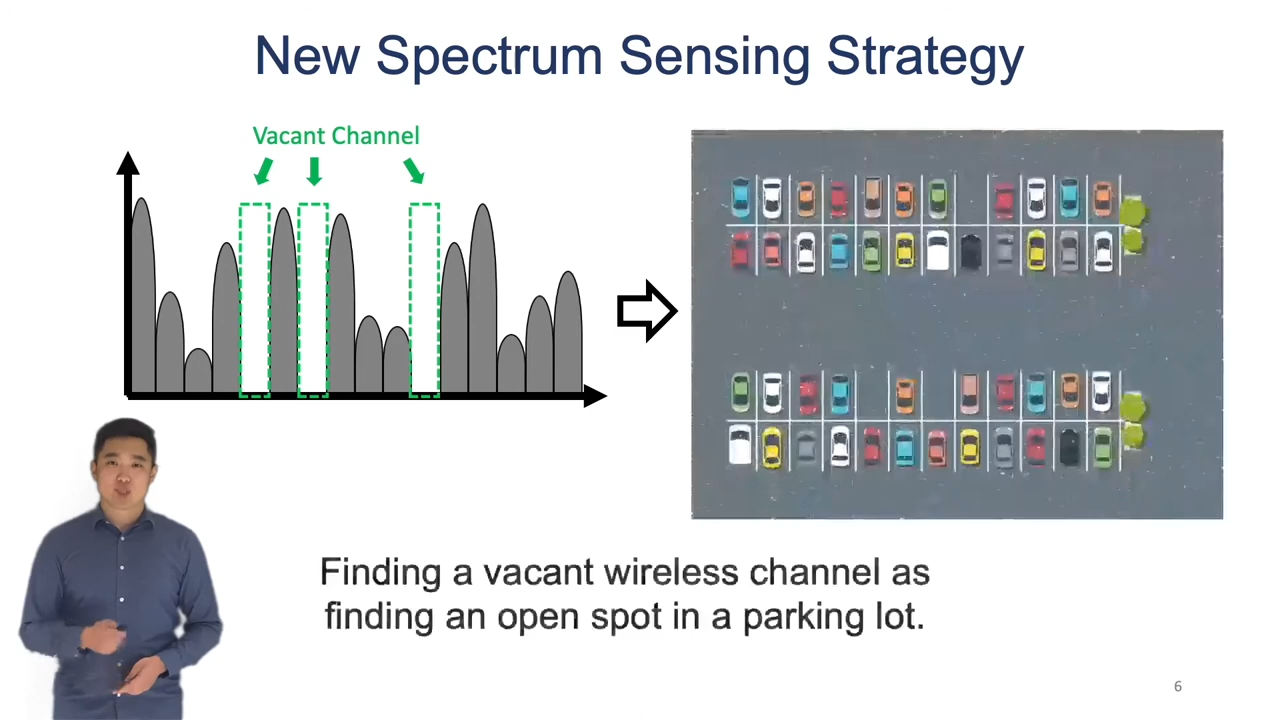 New Spectrum Sensing Strategy
Vacant Channel
Finding a vacant wireless channel as
finding an open spot in a parking lot.
6